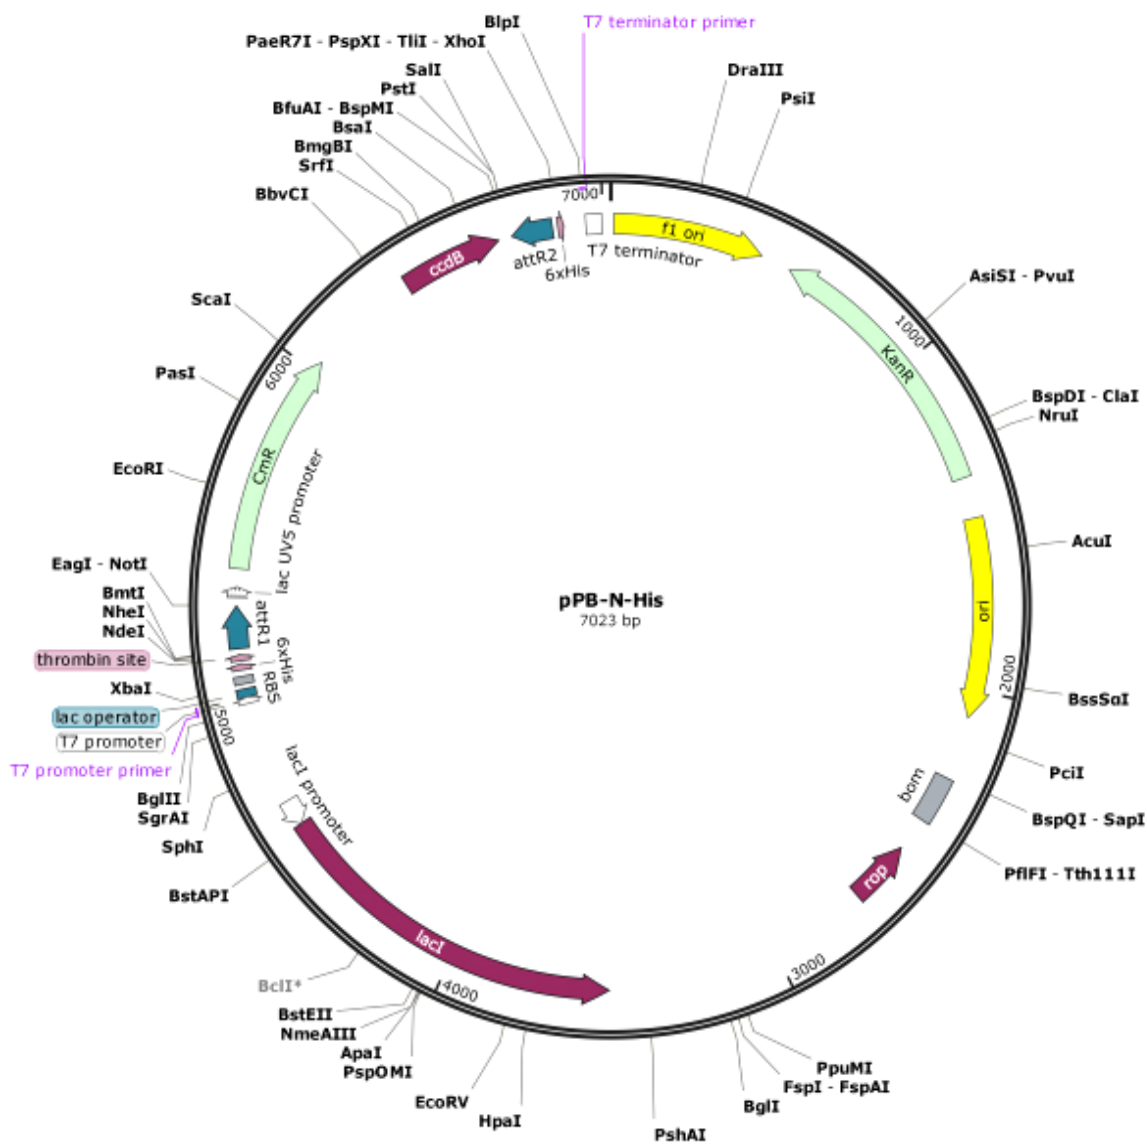 BlpI
T7 terminator primer
PaeR7I - PspXI - TliI - XhoI
SalI
PstI
BfuAI - BspMI
BsaI
BmgBI
SrfI
BbvCI
ScaI
PasI
EcoRI
EagI - NotI
BmtI
NheI
NdeI
thrombin site
XbaI
lac operator
T7 promoter
T7 promoter primer
BglII
SgrAI
SphI
BstAPI
BclI*
BstEII
NmeAIII
ApaI
PspOMI
EcoRV
HpaI
PshAI
BglI
FspI - FspAI
PpuMI
PflFI - Tth111I
BspQI - SapI
PciI
BssSαI
AcuI
NruI
BspDI - ClaI
AsiSI - PvuI
PsiI
DraIII
7000
1000
2000
3000
4000
5000
6000
f1 ori
T7 terminator
6xHis
attR2
ccdB
CmR
lac UV5 promoter
attR1
6xHis
RBS
lacI promoter
lacI
rop
bom
ori
KanR
pPB-N-His
7023 bp